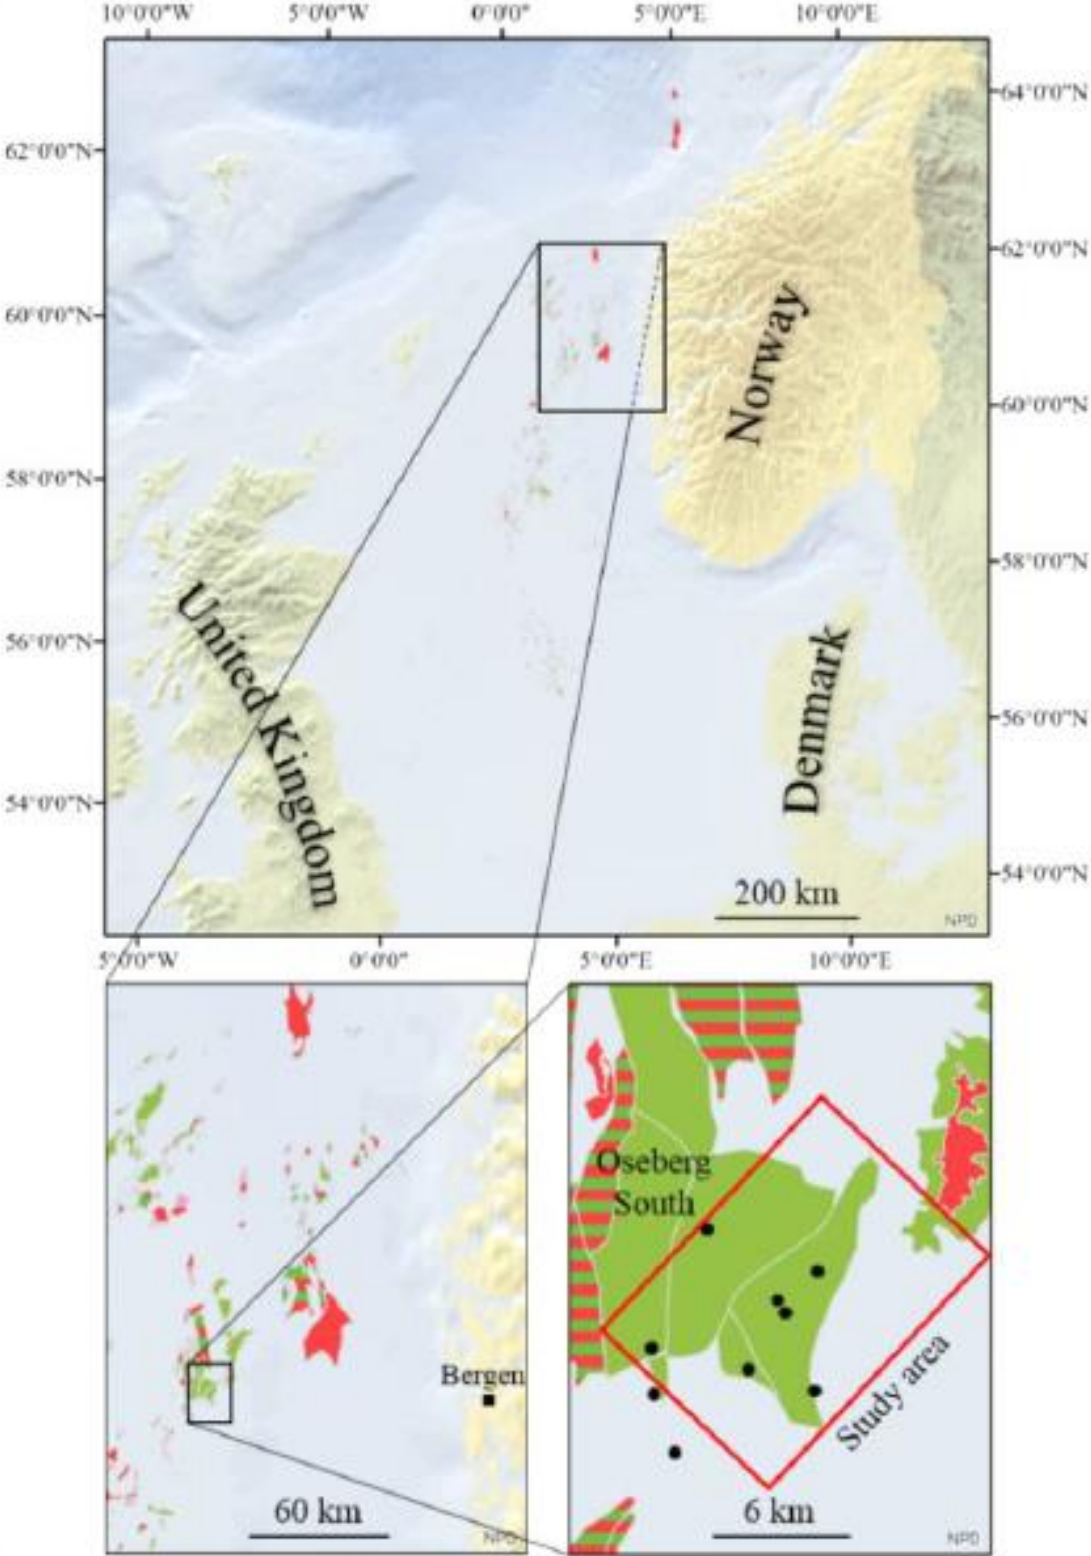 10°0'0"W 5°0'0"W 0°0'0" 5°0'0"E 10°0'0"E
64°0'0"N
62°0'0"N
62°0'0"N
60°0'0"N
60°0'0"N
58°0'0"N
58°0'0"N
56°0'0"N
56°0'0"N
54°0'0"N
54°0'0"N
Norway
United Kingdom
Denmark
200 km
NPD
5°0'0"W 0°0'0" 5°0'0"E 10°0'0"E
Bergen
60 km
NPD
Oseberg
South
Study area
6 km
NPD